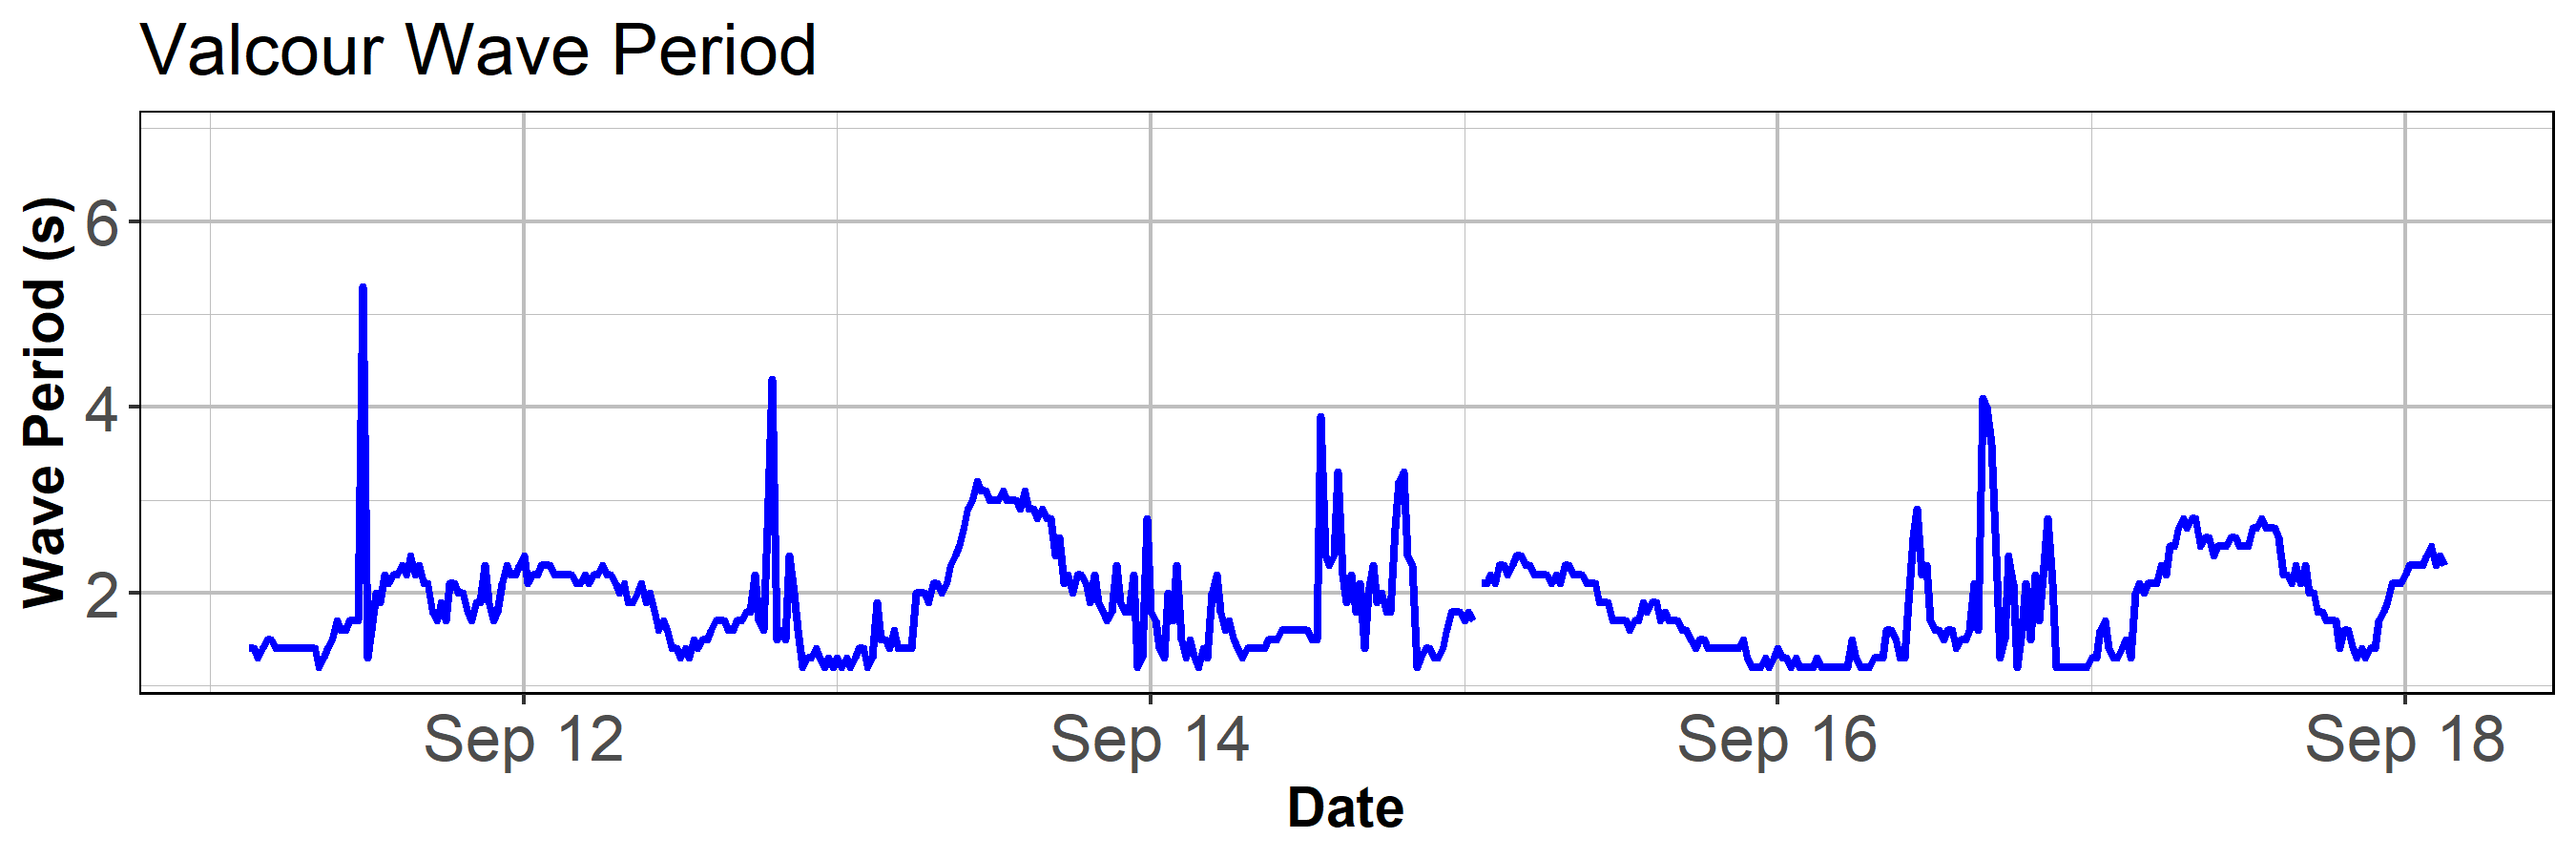 Valcour Wave Period
Wave Period (s)
6
4
2
Sep 12
Sep 14
Sep 16
Sep 18
Date